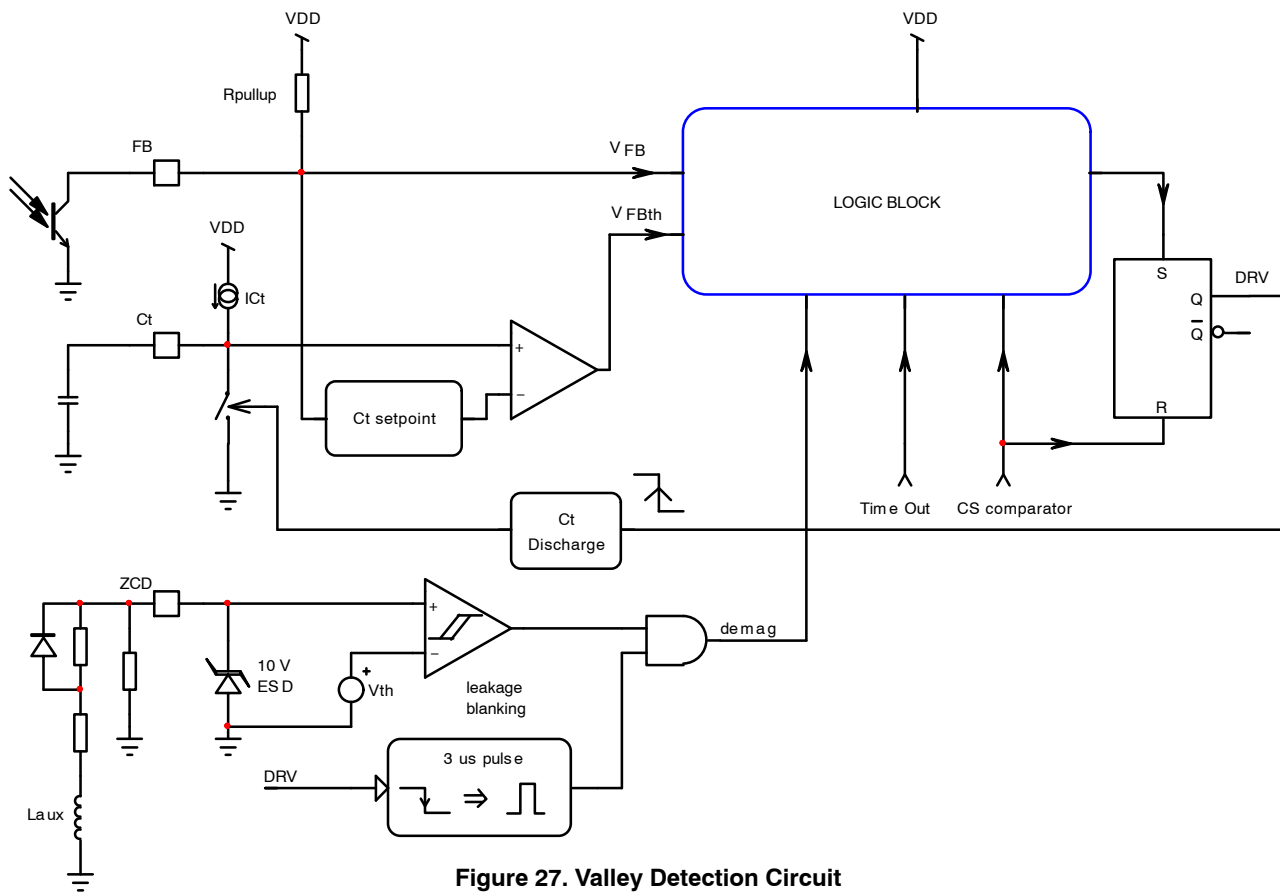 VDD
VDD
Rpullup
FB
V FB
LOGIC BLOCK
V FBth
VDD
S
DRV
ICt
Q
Ct
Q
+
−
Ct setpoint
R
Time Out
CS comparator
Ct
Discharge
ZCD
+
demag
10 V
ESD
−
+
Vth
leakage
blanking
3 us pulse
DRV
Laux
Figure 27. Valley Detection Circuit